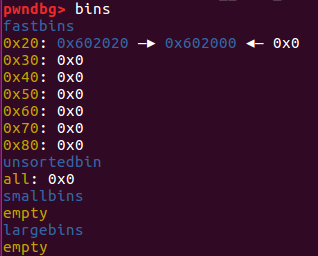 pwndbg> bins
fastbins
0x20: 0x602020 —▸ 0x602000 ◂— 0x0
0x30: 0x0
0x40: 0x0
0x50: 0x0
0x60: 0x0
0x70: 0x0
0x80: 0x0
unsortedbin
all: 0x0
smallbins
empty
largebins
empty